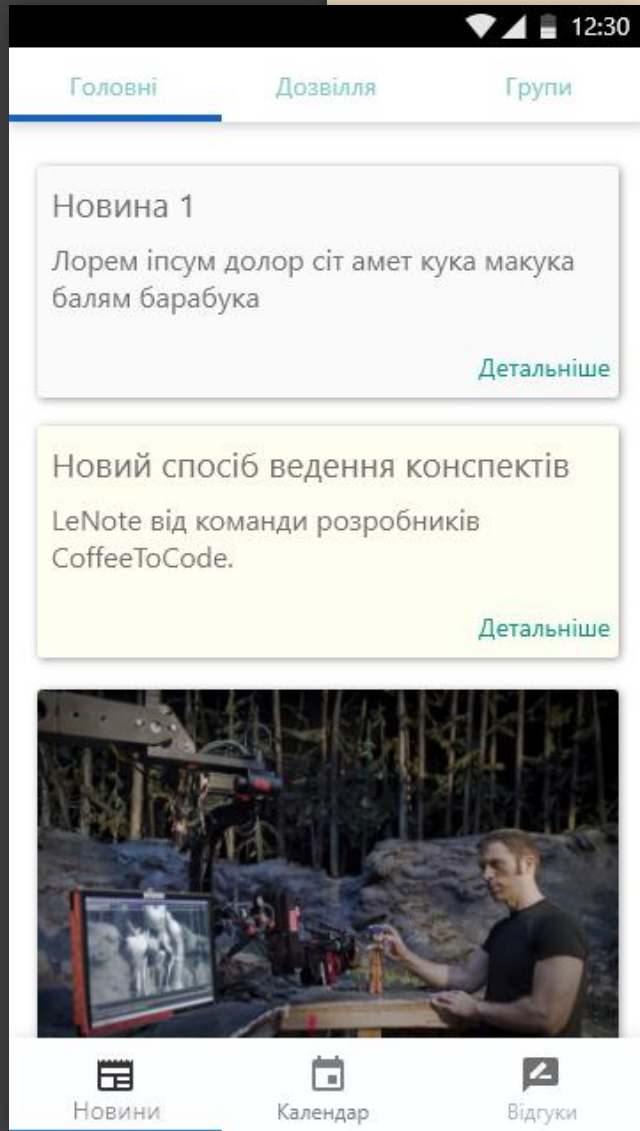 12:30
Головні Дозвілля Групи
Новина 1
Лорем іпсум долор сіт амет кука макука
балям барабука
Детальніше
Новий спосіб ведення конспектів
LeNote від команди розробників
CoffeeToCode.
Детальніше
Новини Календар Відгуки